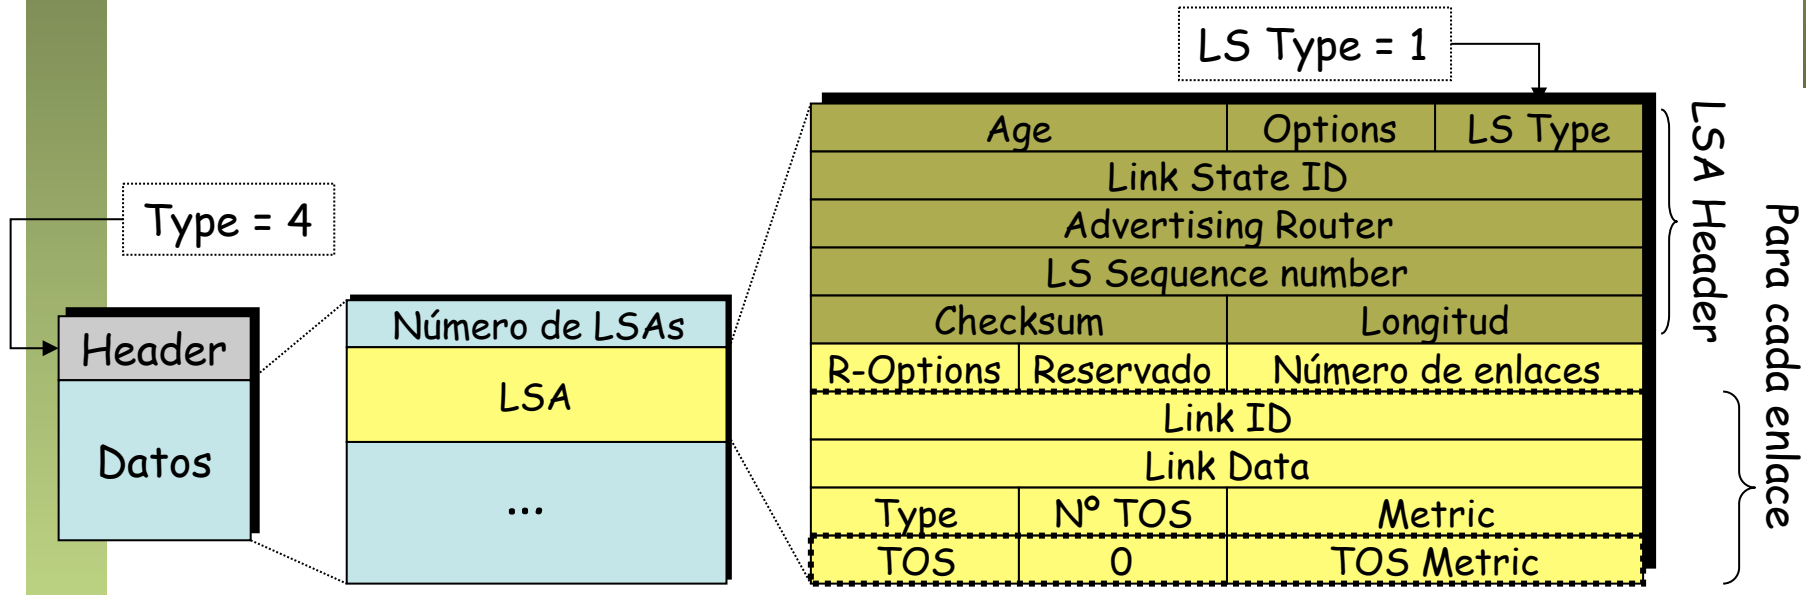 LS Type = 1
Type = 4
Header
Datos
Número de LSAs
LSA
...
Age Options LS Type
Link State ID
Advertising Router
LS Sequence number
Checksum Longitud
R-Options Reservado Número de enlaces
Link ID
Link Data
Type Nº TOS Metric
TOS 0 TOS Metric
LSA Header
Para cada enlace